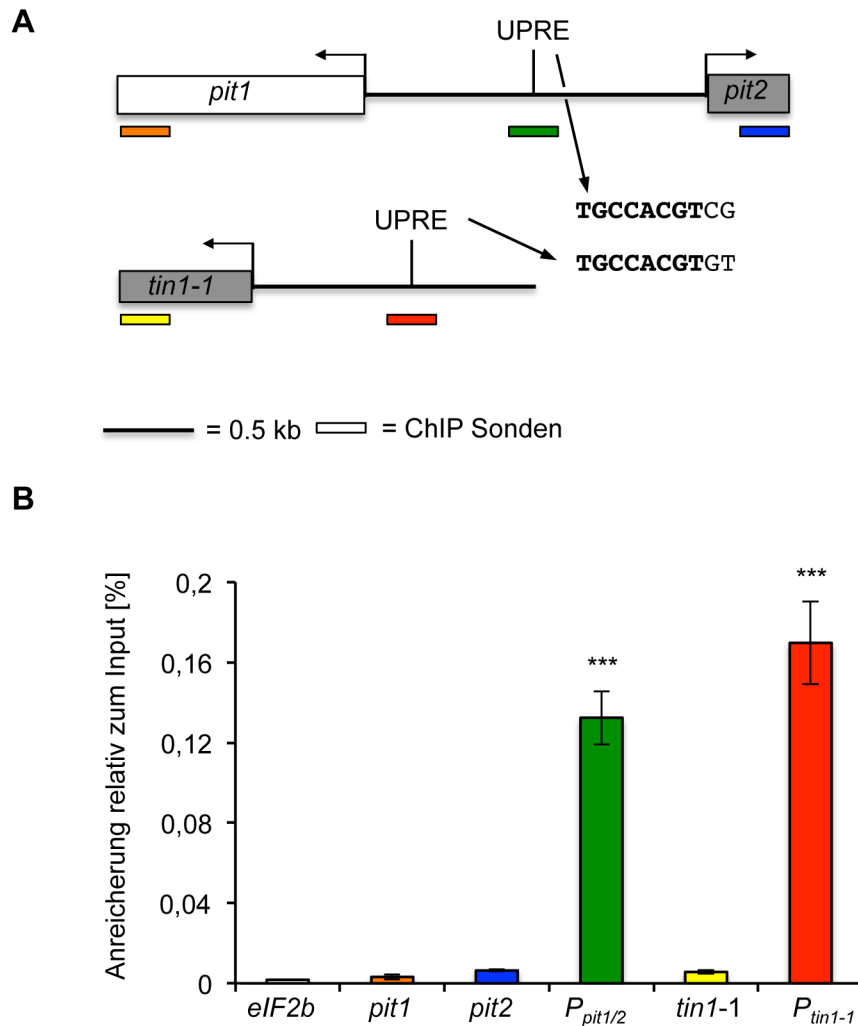 A
UPRE
pit1
pit2
TGCCACGTCG
UPRE
TGCCACGTGT
tin1-1
= 0.5 kb = ChIP Sonden
B
Anreicherung relativ zum Input [%]
0,2
0,16
0,12
0,08
0,04
0
***
***
eIF2b pit1 pit2 Ppit1/2 tin1-1 Ptin1-1